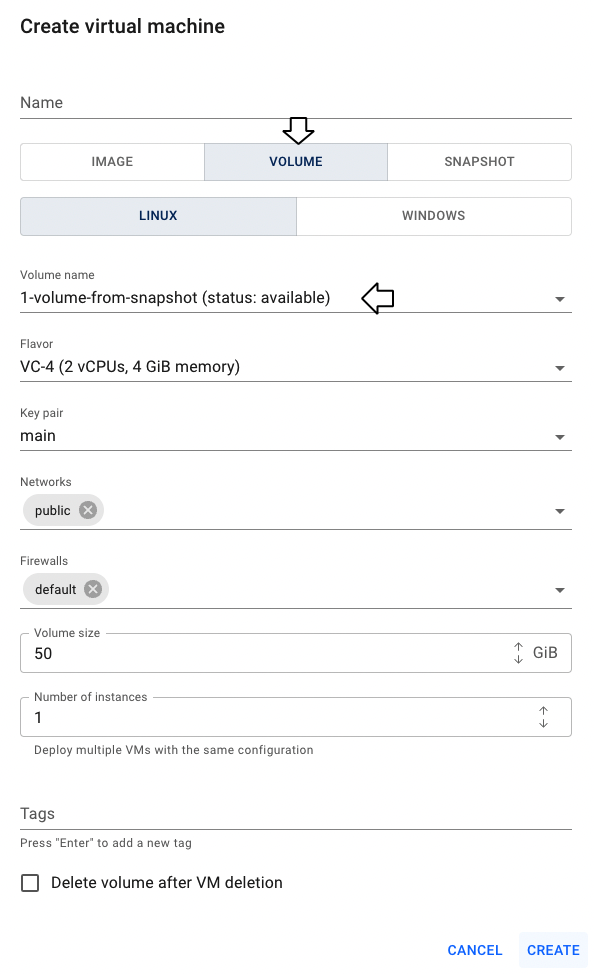 Create virtual machine
Name
IMAGE VOLUME SNAPSHOT
LINUX WINDOWS
Volume name
1-volume-from-snapshot (status: available)
Flavor
VC-4 (2 vCPUs, 4 GiB memory)
Key pair
main
Networks
public
Firewalls
default
Volume size
50 GiB
Number of instances
1
Deploy multiple VMs with the same configuration
Tags
Press "Enter" to add a new tag
Delete volume after VM deletion
CANCEL CREATE